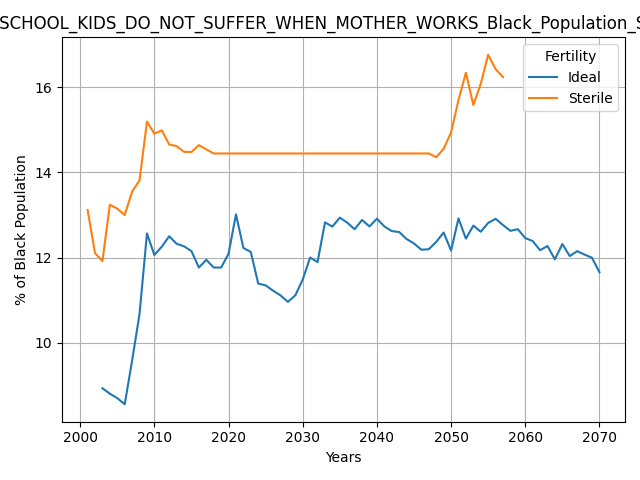 SCHOOL_KIDS_DO_NOT_SUFFER_WHEN_MOTHER_WORKS_Black_Population_S
Fertility
Ideal
Sterile
% of Black Population
16
14
12
10
2000 2010 2020 2030 2040 2050 2060 2070
Years